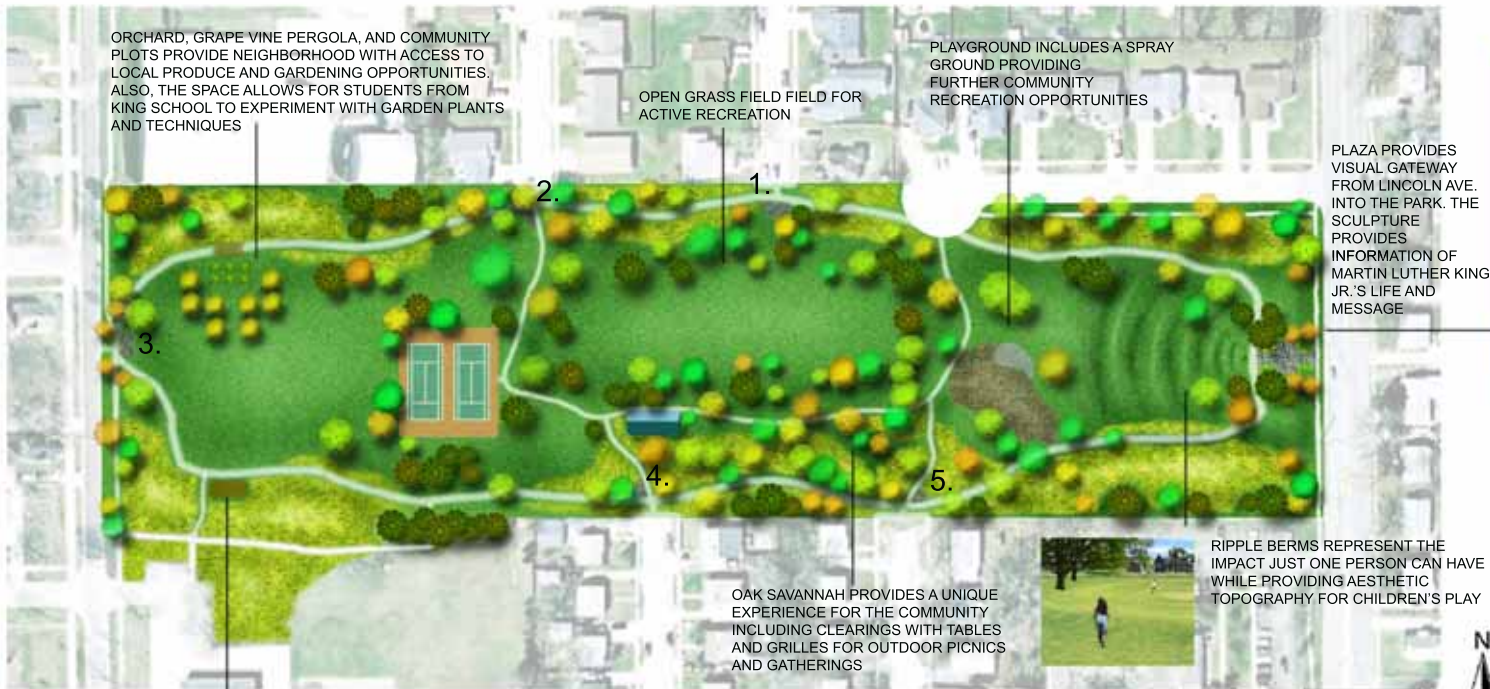 ORCHARD, GRAPE VINE PERGOLA, AND COMMUNITY
PLOTS PROVIDE NEIGHBORHOOD WITH ACCESS TO
LOCAL PRODUCE AND GARDENING OPPORTUNITIES.
ALSO, THE SPACE ALLOWS FOR STUDENTS FROM
KING SCHOOL TO EXPERIMENT WITH GARDEN PLANTS
AND TECHNIQUES
OPEN GRASS FIELD FIELD FOR
ACTIVE RECREATION
PLAYGROUND INCLUDES A SPRAY
GROUND PROVIDING
FURTHER COMMUNITY
RECREATION OPPORTUNITIES
PLAZA PROVIDES
VISUAL GATEWAY
FROM LINCOLN AVE.
INTO THE PARK. THE
SCULPTURE
PROVIDES
INFORMATION OF
MARTIN LUTHER KING
JR.'S LIFE AND
MESSAGE
1.
2.
3.
4.
5.
OAK SAVANNAH PROVIDES A UNIQUE
EXPERIENCE FOR THE COMMUNITY
INCLUDING CLEARINGS WITH TABLES
AND GRILLES FOR OUTDOOR PICNICS
AND GATHERINGS
RIPPLE BERMS REPRESENT THE
IMPACT JUST ONE PERSON CAN HAVE
WHILE PROVIDING AESTHETIC
TOPOGRAPHY FOR CHILDREN'S PLAY
N